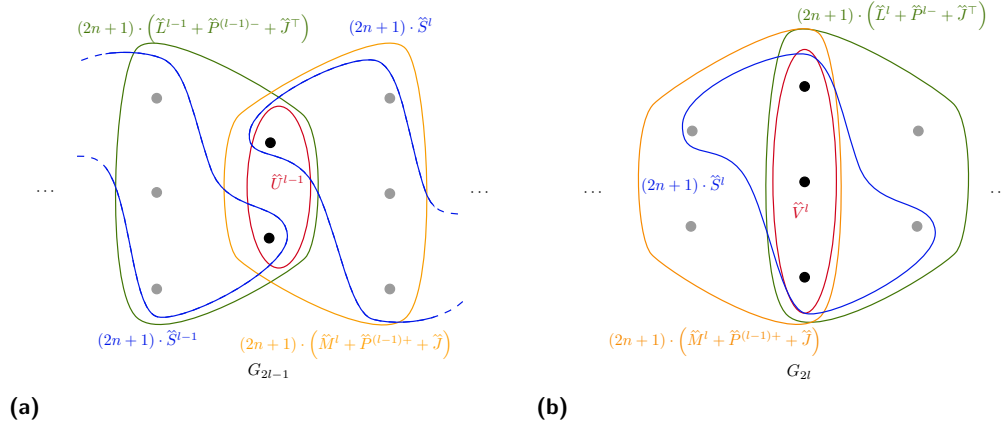 (2n + 1) · (L̂̂^{l−1} + P̂̂^{(l−1)−} + Ĵ̂^⊤)
(2n + 1) · Ŝ̂^l
(2n + 1) · (L̂̂^l + P̂̂^{l−} + Ĵ̂^⊤)
Û̂^{l−1}
(2n + 1) · Ŝ̂^l
... ... ... ...
V̂̂^l
(2n + 1) · Ŝ̂^{l−1}
(2n + 1) · (M̂̂^l + P̂̂^{(l−1)+} + Ĵ̂)
(2n + 1) · (M̂̂^l + P̂̂^{(l−1)+} + Ĵ̂)
G_{2l−1}
G_{2l}
(a)
(b)